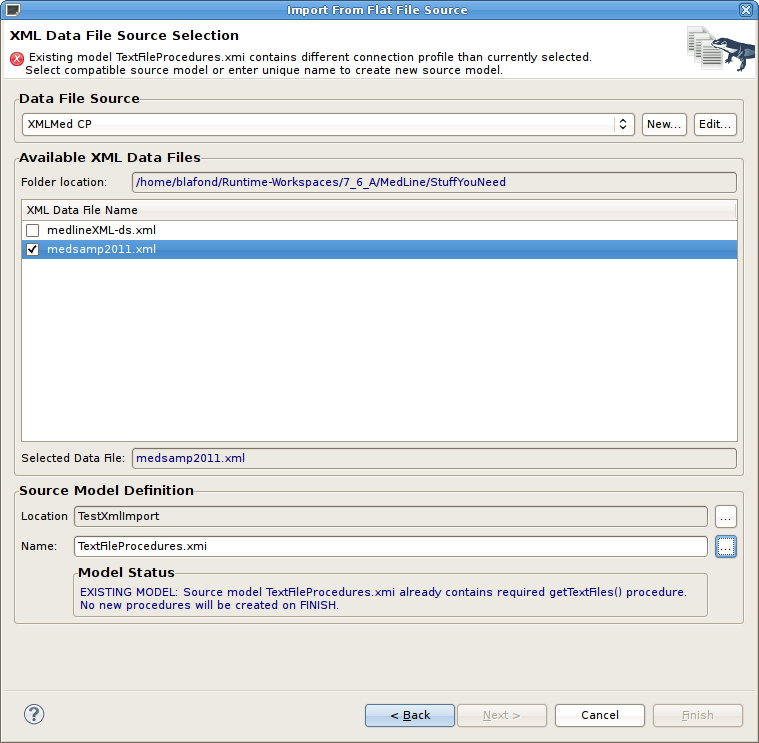 Import From Flat File Source
XML Data File Source Selection
Existing model TextFileProcedures.xmi contains different connection profile than currently selected.
Select compatible source model or enter unique name to create new source model.
Data File Source
XMLMed CP
New...
Edit...
Available XML Data Files
Folder location:
/home/blafond/Runtime-Workspaces/7_6_A/MedLine/StuffYouNeed
XML Data File Name
medlineXML-ds.xml
medsamp2011.xml
Selected Data File:
medsamp2011.xml
Source Model Definition
Location
TestXmlImport
...
Name:
TextFileProcedures.xmi
...
Model Status
EXISTING MODEL: Source model TextFileProcedures.xmi already contains required getTextFiles() procedure.
No new procedures will be created on FINISH.
?
< Back
Next >
Cancel
Finish